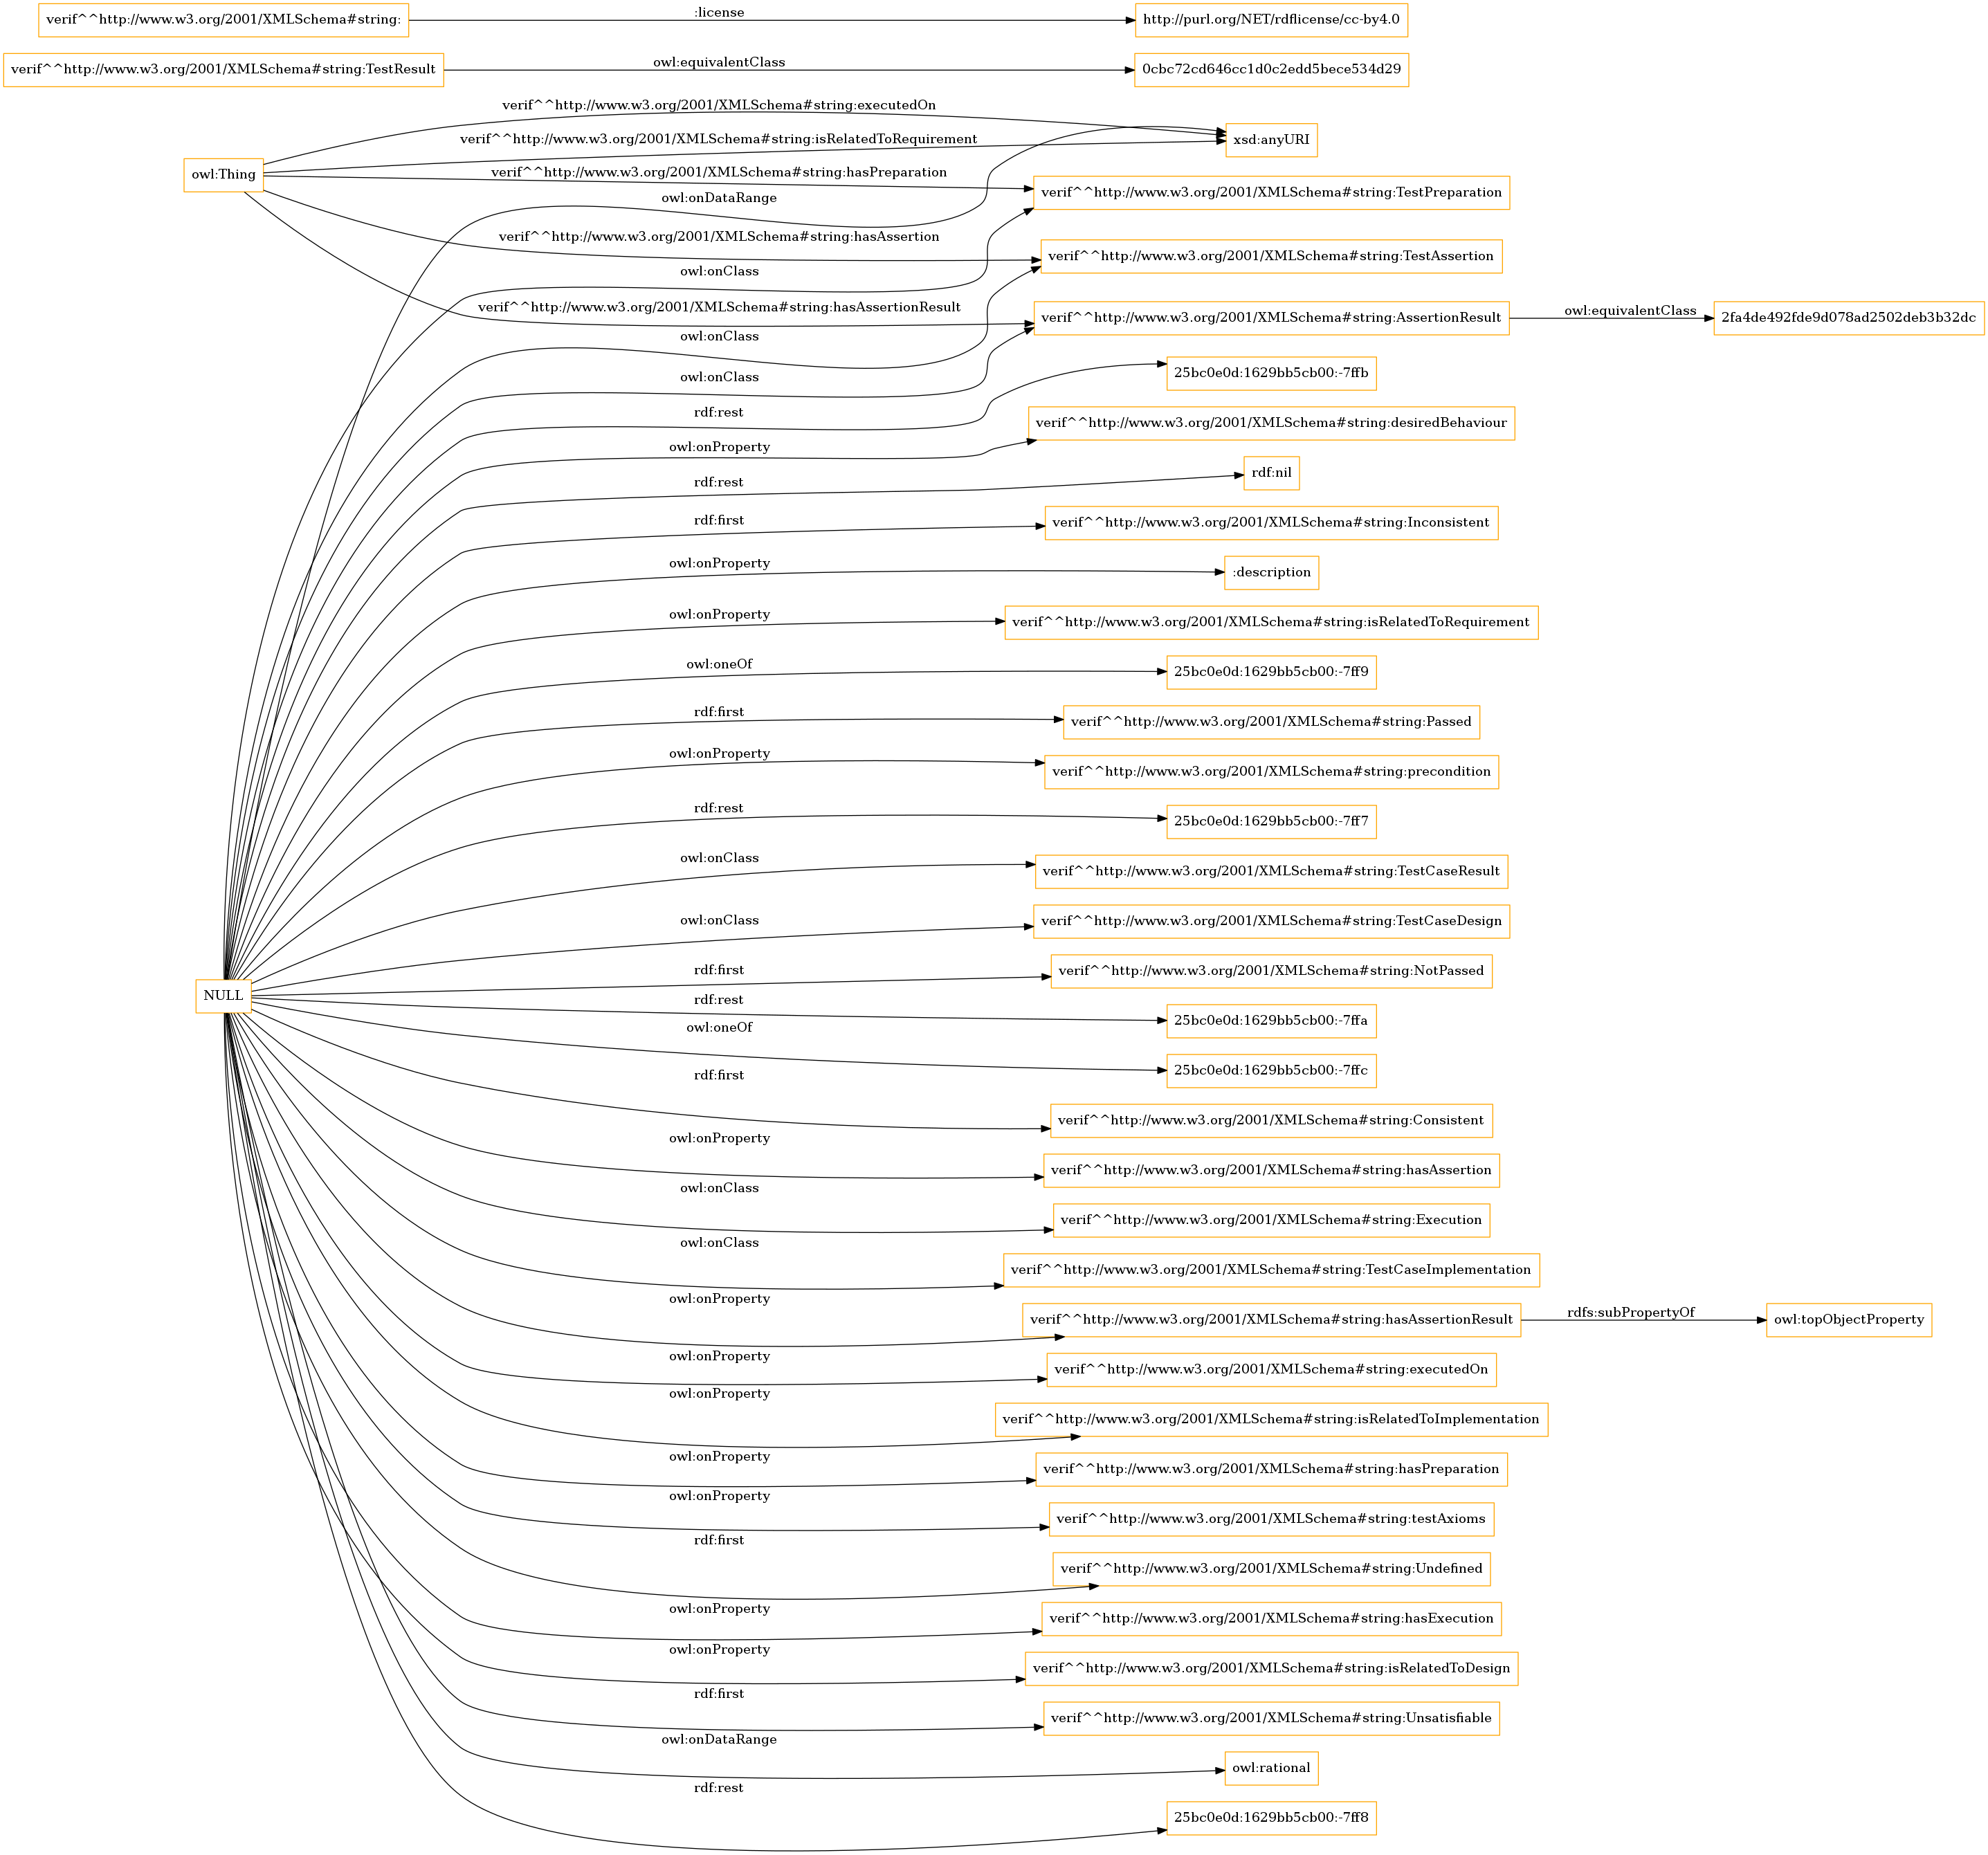 verif^^http://www.w3.org/2001/XMLSchema#string:
:license
http://purl.org/NET/rdflicense/cc-by4.0
verif^^http://www.w3.org/2001/XMLSchema#string:TestResult
owl:equivalentClass
0cbc72cd646cc1d0c2edd5bece534d29
verif^^http://www.w3.org/2001/XMLSchema#string:executedOn
verif^^http://www.w3.org/2001/XMLSchema#string:isRelatedToRequirement
xsd:anyURI
owl:Thing
verif^^http://www.w3.org/2001/XMLSchema#string:hasPreparation
verif^^http://www.w3.org/2001/XMLSchema#string:TestPreparation
owl:onDataRange
verif^^http://www.w3.org/2001/XMLSchema#string:hasAssertion
verif^^http://www.w3.org/2001/XMLSchema#string:TestAssertion
owl:onClass
verif^^http://www.w3.org/2001/XMLSchema#string:hasAssertionResult
verif^^http://www.w3.org/2001/XMLSchema#string:AssertionResult
owl:equivalentClass
2fa4de492fde9d078ad2502deb3b32dc
owl:onClass
owl:onClass
25bc0e0d:1629bb5cb00:-7ffb
rdf:rest
verif^^http://www.w3.org/2001/XMLSchema#string:desiredBehaviour
owl:onProperty
rdf:nil
rdf:rest
rdf:first
verif^^http://www.w3.org/2001/XMLSchema#string:Inconsistent
owl:onProperty
:description
owl:onProperty
verif^^http://www.w3.org/2001/XMLSchema#string:isRelatedToRequirement
owl:oneOf
25bc0e0d:1629bb5cb00:-7ff9
rdf:first
verif^^http://www.w3.org/2001/XMLSchema#string:Passed
owl:onProperty
verif^^http://www.w3.org/2001/XMLSchema#string:precondition
rdf:rest
25bc0e0d:1629bb5cb00:-7ff7
owl:onClass
verif^^http://www.w3.org/2001/XMLSchema#string:TestCaseResult
owl:onClass
verif^^http://www.w3.org/2001/XMLSchema#string:TestCaseDesign
rdf:first
verif^^http://www.w3.org/2001/XMLSchema#string:NotPassed
NULL
rdf:rest
25bc0e0d:1629bb5cb00:-7ffa
owl:oneOf
25bc0e0d:1629bb5cb00:-7ffc
rdf:first
verif^^http://www.w3.org/2001/XMLSchema#string:Consistent
owl:onProperty
verif^^http://www.w3.org/2001/XMLSchema#string:hasAssertion
owl:onClass
verif^^http://www.w3.org/2001/XMLSchema#string:Execution
owl:onClass
verif^^http://www.w3.org/2001/XMLSchema#string:TestCaseImplementation
owl:onProperty
verif^^http://www.w3.org/2001/XMLSchema#string:hasAssertionResult
rdfs:subPropertyOf
owl:topObjectProperty
owl:onProperty
verif^^http://www.w3.org/2001/XMLSchema#string:executedOn
owl:onProperty
verif^^http://www.w3.org/2001/XMLSchema#string:isRelatedToImplementation
owl:onProperty
verif^^http://www.w3.org/2001/XMLSchema#string:hasPreparation
owl:onProperty
verif^^http://www.w3.org/2001/XMLSchema#string:testAxioms
rdf:first
verif^^http://www.w3.org/2001/XMLSchema#string:Undefined
owl:onProperty
verif^^http://www.w3.org/2001/XMLSchema#string:hasExecution
owl:onProperty
verif^^http://www.w3.org/2001/XMLSchema#string:isRelatedToDesign
rdf:first
verif^^http://www.w3.org/2001/XMLSchema#string:Unsatisfiable
owl:onDataRange
owl:rational
rdf:rest
25bc0e0d:1629bb5cb00:-7ff8